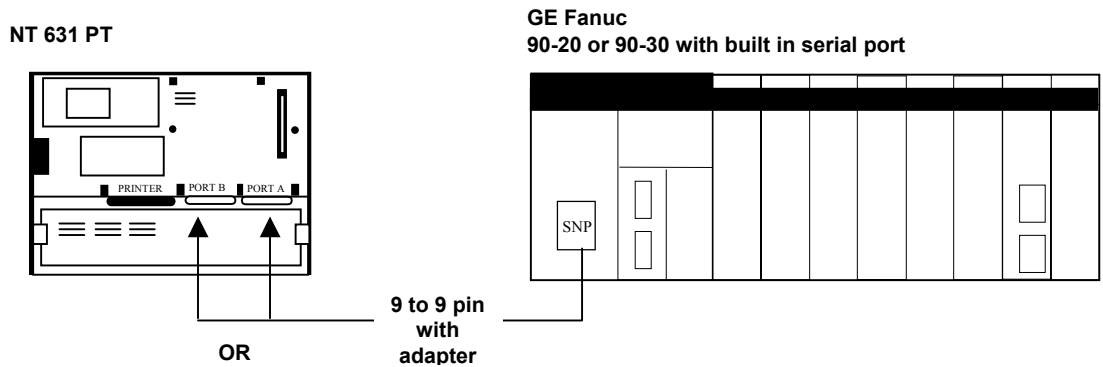 NT 631 PT
GE Fanuc
90-20 or 90-30 with built in serial port
PRINTER
PORT B
PORT A
SNP
9 to 9 pin
with
adapter
OR